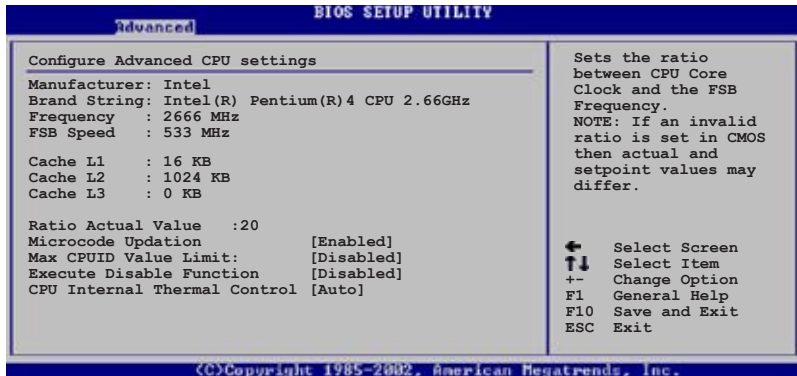 BIOS SETUP UTILITY
Advanced
Configure Advanced CPU settings
Manufacturer: Intel
Brand String: Intel(R) Pentium(R)4 CPU 2.66GHz
Frequency : 2666 MHz
FSB Speed : 533 MHz
Cache L1 : 16 KB
Cache L2 : 1024 KB
Cache L3 : 0 KB
Ratio Actual Value :20
Microcode Updation [Enabled]
Max CPUID Value Limit: [Disabled]
Execute Disable Function [Disabled]
CPU Internal Thermal Control [Auto]
Sets the ratio
between CPU Core
Clock and the FSB
Frequency.
NOTE: If an invalid
ratio is set in CMOS
then actual and
setpoint values may
differ.
← Select Screen
↑↓ Select Item
+- Change Option
F1 General Help
F10 Save and Exit
ESC Exit
(C)Copyright 1985-2002, American Megatrends, Inc.